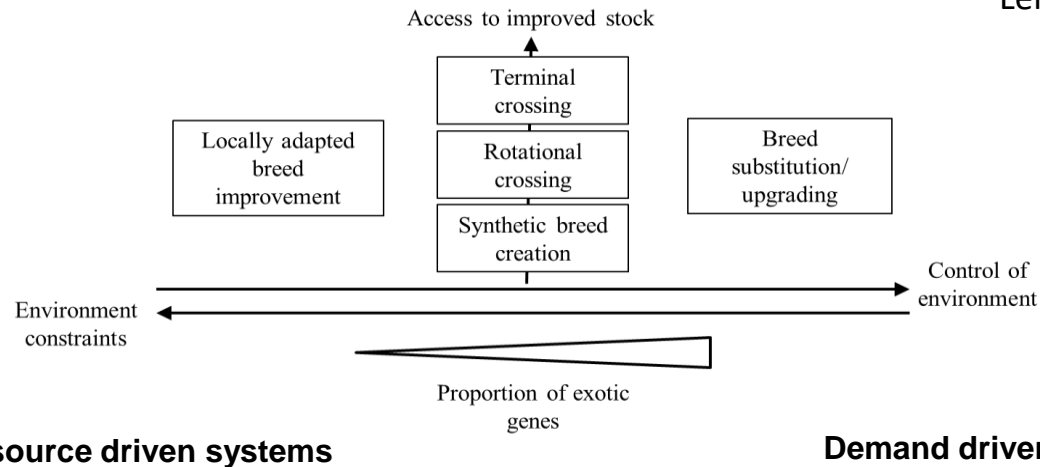 Access to improved stock
Terminal
crossing
Locally adapted
breed
improvement
Rotational
crossing
Breed
substitution/
upgrading
Synthetic breed
creation
Control of
environment
Environment
constraints
Proportion of exotic
genes
source driven systems
Demand driven